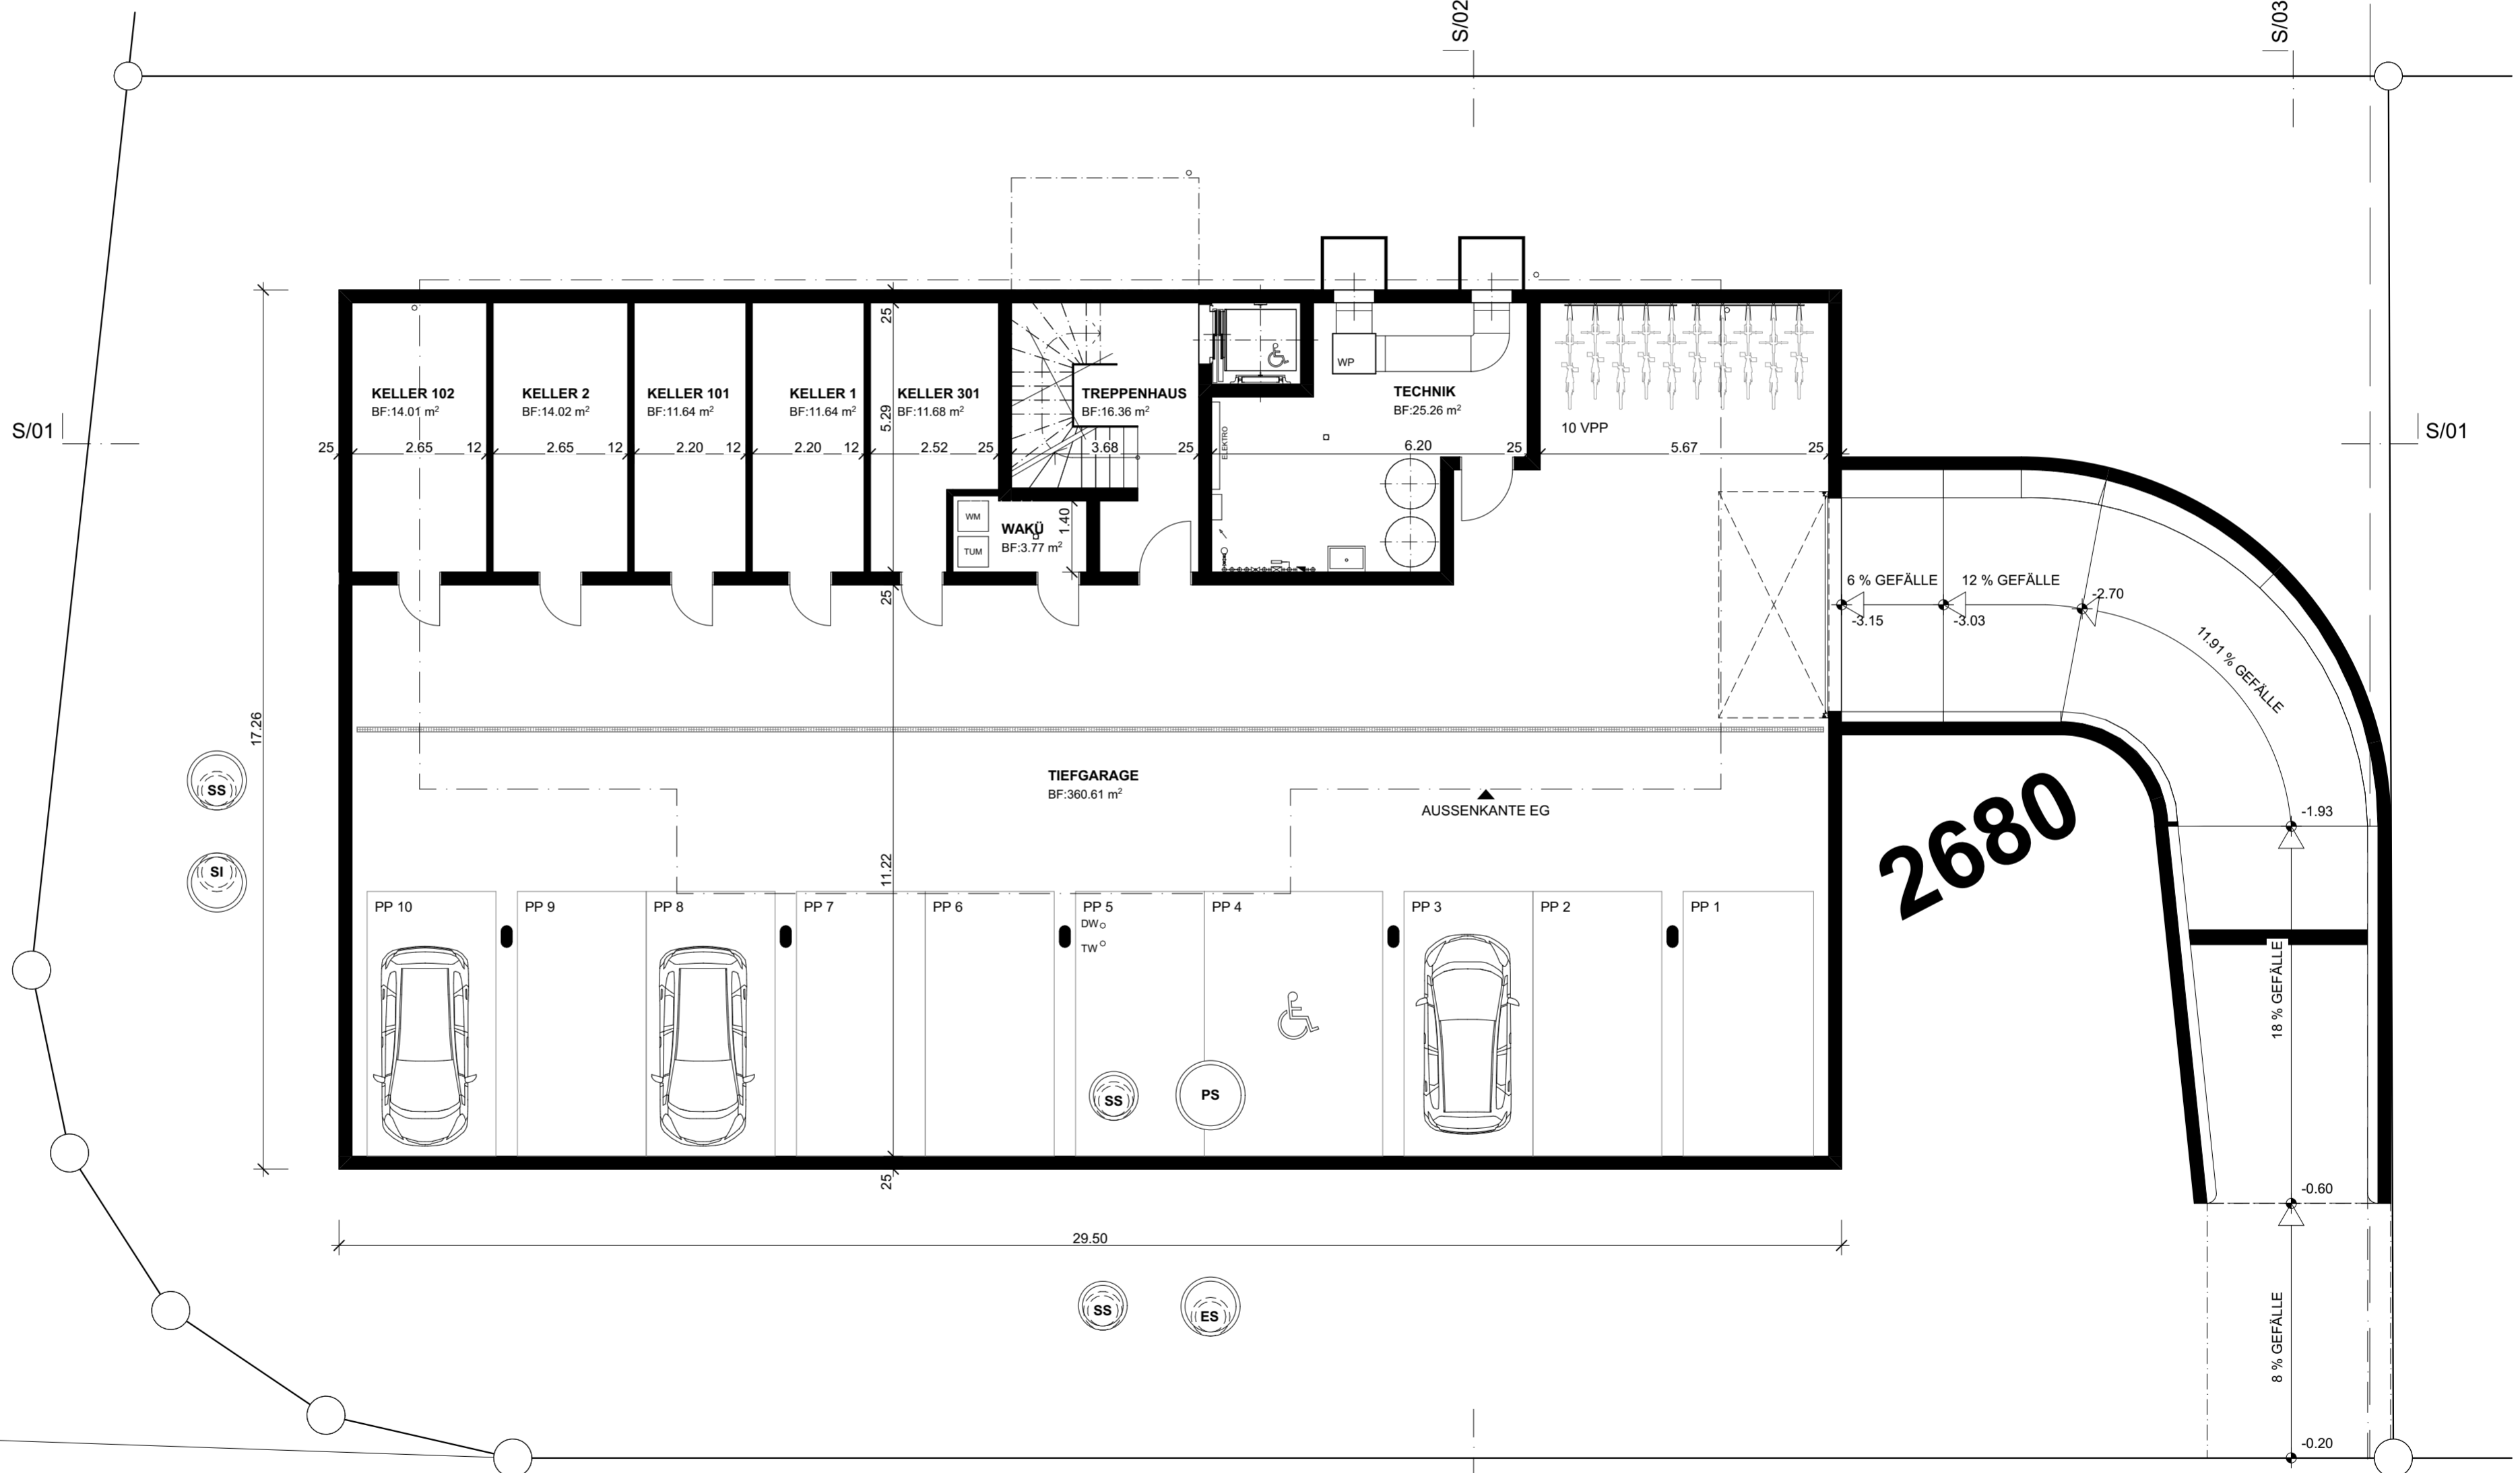 S/02
S/03
S/01
S/01
KELLER 102
BF:14.01 m²
KELLER 2
BF:14.02 m²
KELLER 101
BF:11.64 m²
KELLER 1
BF:11.64 m²
KELLER 301
BF:11.68 m²
TREPPENHAUS
BF:16.36 m²
WP
TECHNIK
BF:25.26 m²
ELEKTRO
10 VPP
25
5.29
25
2.65
12
2.65
12
2.20
12
2.20
12
2.52
25
3.68
25
6.20
25
5.67
25
WM
TUM
WAKÜ
BF:3.77 m²
1.40
25
6 % GEFÄLLE
12 % GEFÄLLE
-3.15
-3.03
-2.70
11.91 % GEFÄLLE
17.26
TIEFGARAGE
BF:360.61 m²
AUSSENKANTE EG
2680
-1.93
SS
SI
11.22
PP 10
PP 9
PP 8
PP 7
PP 6
PP 5
PP 4
PP 3
PP 2
PP 1
DW
TW
18 % GEFÄLLE
SS
PS
25
-0.60
29.50
SS
ES
8 % GEFÄLLE
-0.20